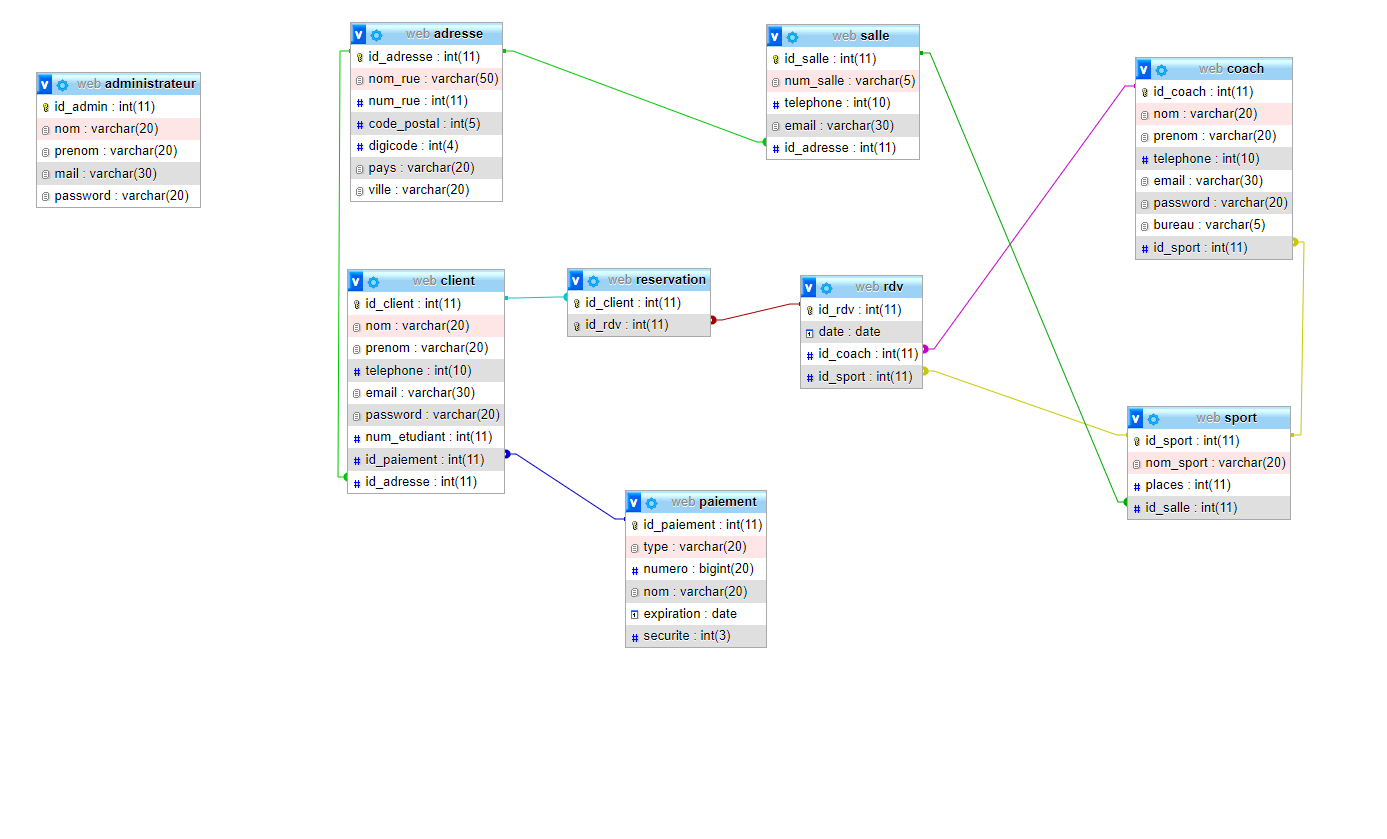 web administrateur
id_admin : int(11)
nom : varchar(20)
prenom : varchar(20)
mail : varchar(30)
password : varchar(20)
web adresse
id_adresse : int(11)
nom_rue : varchar(50)
num_rue : int(11)
code_postal : int(5)
digicode : int(4)
pays : varchar(20)
ville : varchar(20)
web salle
id_salle : int(11)
num_salle : varchar(5)
telephone : int(10)
email : varchar(30)
id_adresse : int(11)
web coach
id_coach : int(11)
nom : varchar(20)
prenom : varchar(20)
telephone : int(10)
email : varchar(30)
password : varchar(20)
bureau : varchar(5)
id_sport : int(11)
web client
id_client : int(11)
nom : varchar(20)
prenom : varchar(20)
telephone : int(10)
email : varchar(30)
password : varchar(20)
num_etudiant : int(11)
id_paiement : int(11)
id_adresse : int(11)
web reservation
id_client : int(11)
id_rdv : int(11)
web rdv
id_rdv : int(11)
date : date
id_coach : int(11)
id_sport : int(11)
web sport
id_sport : int(11)
nom_sport : varchar(20)
places : int(11)
id_salle : int(11)
web paiement
id_paiement : int(11)
type : varchar(20)
numero : bigint(20)
nom : varchar(20)
expiration : date
securite : int(3)